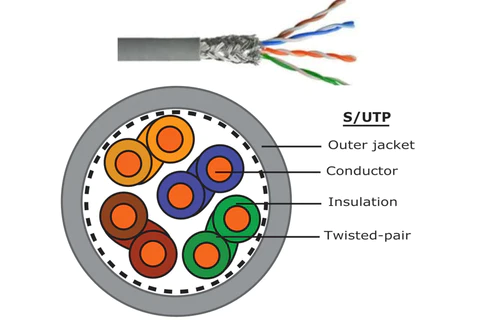 S/UTP
Outer jacket
Conductor
Insulation
Twisted-pair